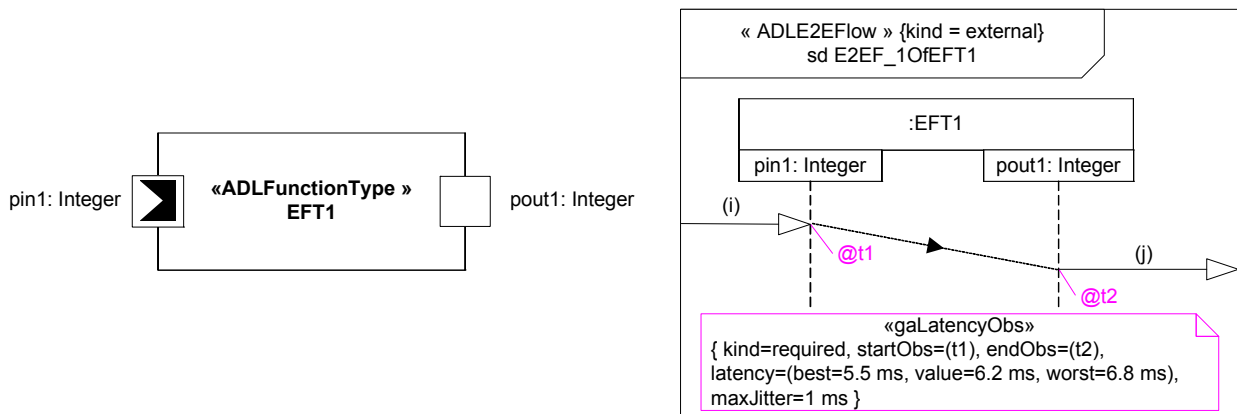 pin1: Integer
«ADLFunctionType »
EFT1
pout1: Integer
« ADLE2EFlow » {kind = external}
sd E2EF_1OfEFT1
:EFT1
pin1: Integer
pout1: Integer
(i)
@t1
(j)
@t2
«gaLatencyObs»
{ kind=required, startObs=(t1), endObs=(t2),
latency=(best=5.5 ms, value=6.2 ms, worst=6.8 ms),
maxJitter=1 ms }